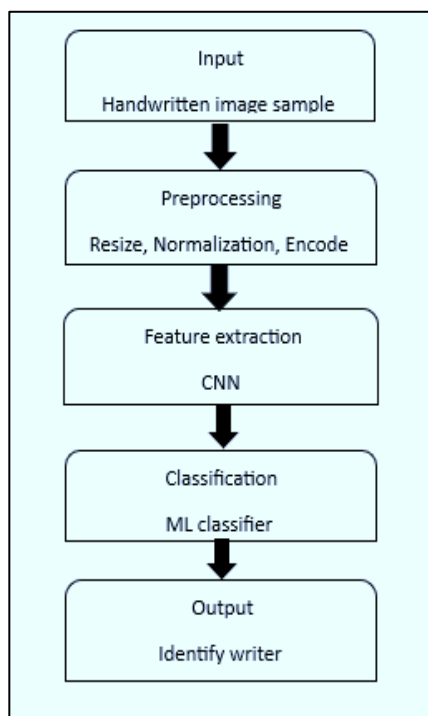 Input
Handwritten image sample
Preprocessing
Resize, Normalization, Encode
Feature extraction
CNN
Classification
ML classifier
Output
Identify writer